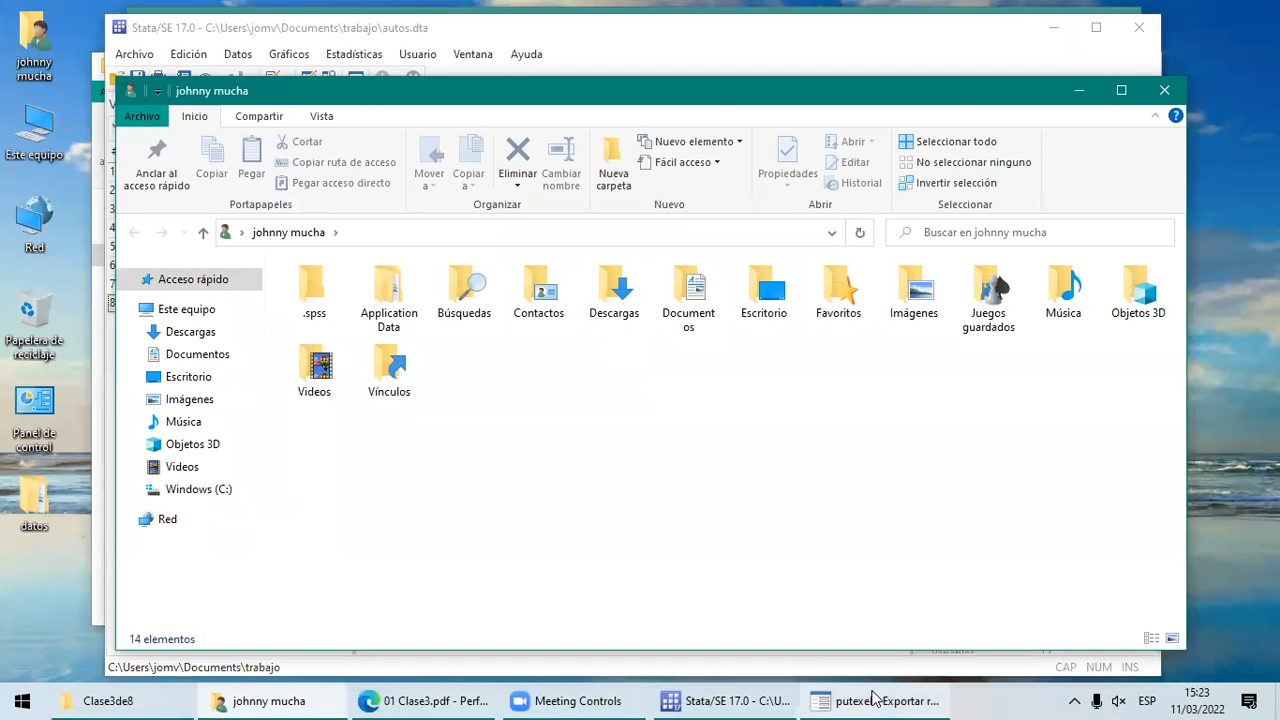 Stata/SE 17.0 - C:\Users\jomv\Documents\trabajo\autos.dta
Archivo Edición Datos Gráficos Estadísticas Usuario Ventana Ayuda
johnny mucha
Archivo Inicio Compartir Vista
Anclar al acceso rápido
Copiar
Pegar
Cortar
Copiar ruta de acceso
Pegar acceso directo
Portapapeles
Mover a
Copiar a
Eliminar
Cambiar nombre
Organizar
Nueva carpeta
Nuevo elemento
Fácil acceso
Nuevo
Propiedades
Abrir
Editar
Historial
Abrir
Seleccionar todo
No seleccionar ninguno
Invertir selección
Seleccionar
johnny mucha
Buscar en johnny mucha
Acceso rápido
Este equipo
Descargas
Documentos
Escritorio
Imágenes
Música
Objetos 3D
Videos
Windows (C:)
Red
.spss
Application Data
Búsquedas
Contactos
Descargas
Documentos
Escritorio
Favoritos
Imágenes
Juegos guardados
Música
Objetos 3D
Videos
Vínculos
14 elementos
C:\Users\jomv\Documents\trabajo
CAP NUM INS
johnny mucha
Este equipo
Red
Papelera de reciclaje
Panel de control
datos
Clase3dt8
johnny mucha
01 Clase3.pdf - Perf...
Meeting Controls
Stata/SE 17.0 - C:\U...
ESP
15:23
11/03/2022